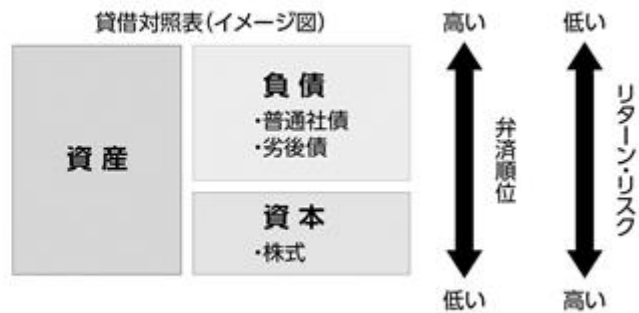 貸借対照表(イメージ図)
資産
負債
・普通社債
・劣後債
資本
・株式
高い
弁済順位
低い
低い
リターン・リスク
高い